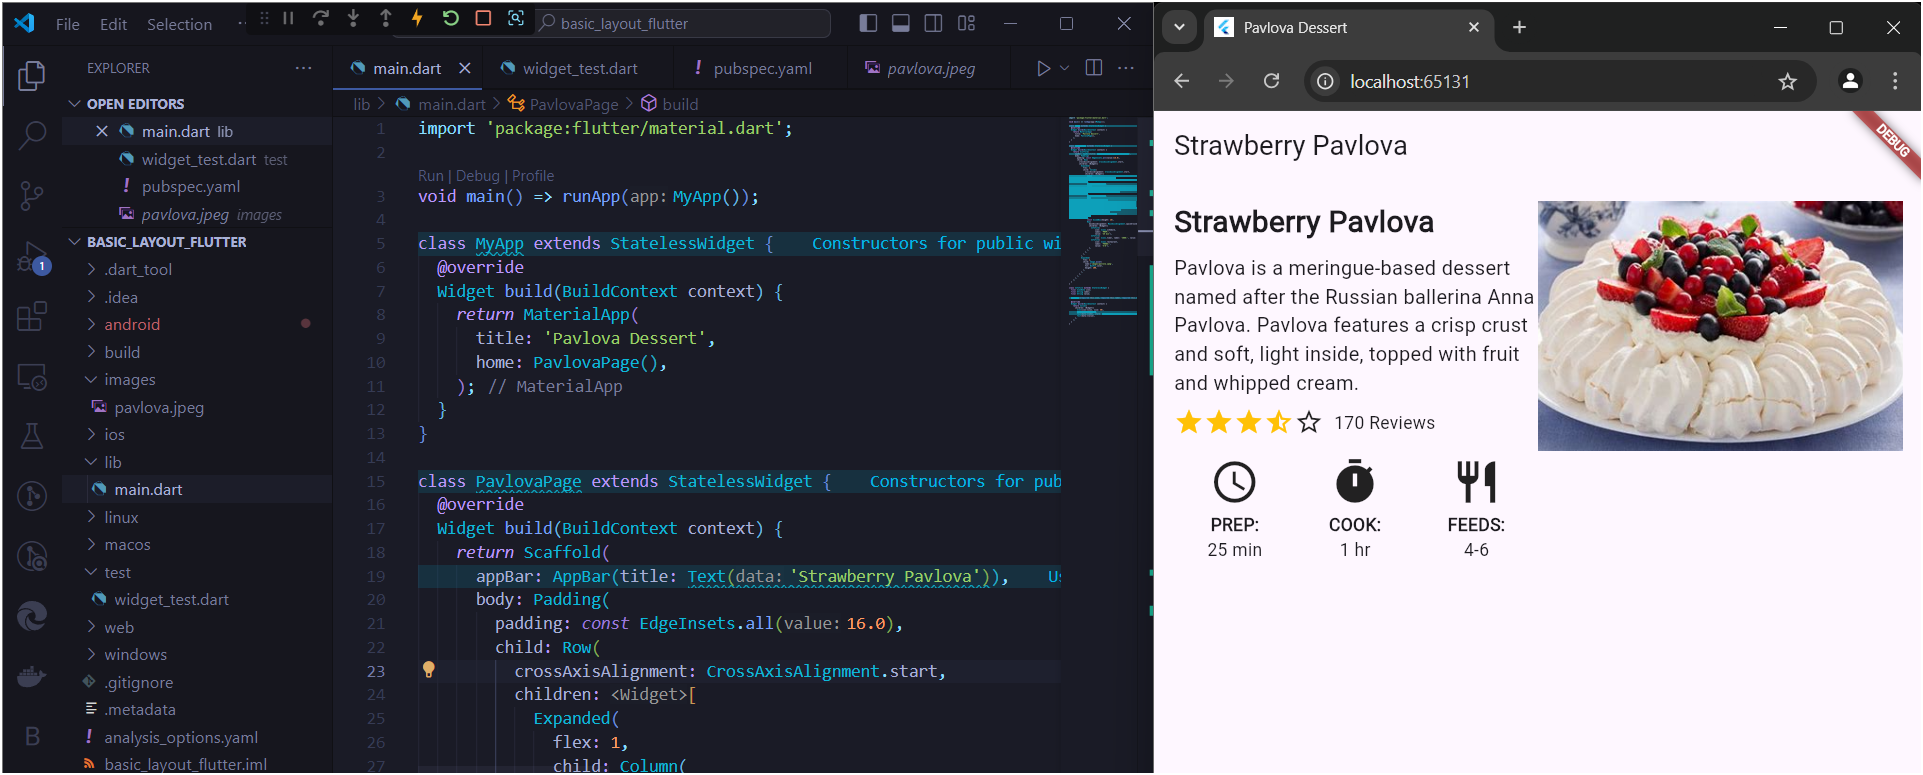 File Edit Selection ··· basic_layout_flutter
EXPLORER ···
OPEN EDITORS
main.dart lib
widget_test.dart test
! pubspec.yaml
pavlova.jpeg images
BASIC_LAYOUT_FLUTTER
.dart_tool
.idea
android
build
images
pavlova.jpeg
ios
lib
main.dart
linux
macos
test
widget_test.dart
web
windows
.gitignore
.metadata
! analysis_options.yaml
basic_layout_flutter.iml
1
B
main.dart widget_test.dart ! pubspec.yaml pavlova.jpeg
lib > main.dart > PavlovaPage > build
1 import 'package:flutter/material.dart';
2
Run | Debug | Profile
3 void main() => runApp(app: MyApp());
4
5 class MyApp extends StatelessWidget { Constructors for public wi
6 @override
7 Widget build(BuildContext context) {
8 return MaterialApp(
9 title: 'Pavlova Dessert',
10 home: PavlovaPage(),
11 ); // MaterialApp
12 }
13 }
14
15 class PavlovaPage extends StatelessWidget { Constructors for pub
16 @override
17 Widget build(BuildContext context) {
18 return Scaffold(
19 appBar: AppBar(title: Text(data: 'Strawberry Pavlova')), Us
20 body: Padding(
21 padding: const EdgeInsets.all(value: 16.0),
22 child: Row(
23 crossAxisAlignment: CrossAxisAlignment.start,
24 children: <Widget>[
25 Expanded(
26 flex: 1,
27 child: Column(
Pavlova Dessert
localhost:65131
DEBUG
Strawberry Pavlova
Strawberry Pavlova
Pavlova is a meringue-based dessert
named after the Russian ballerina Anna
Pavlova. Pavlova features a crisp crust
and soft, light inside, topped with fruit
and whipped cream.
170 Reviews
PREP: COOK: FEEDS:
25 min 1 hr 4-6